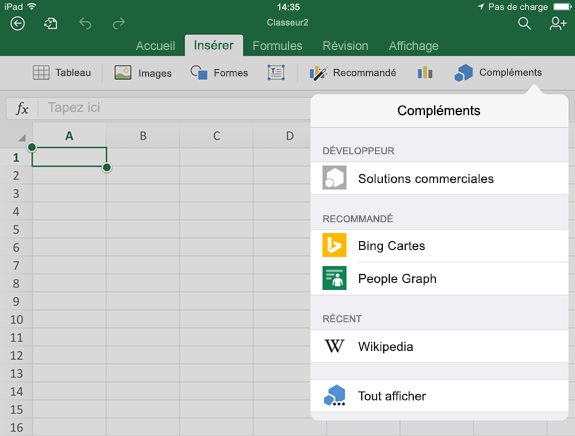 iPad 14:35 Pas de charge
Classeur2
Accueil Insérer Formules Révision Affichage
Tableau Images Formes Recommandé Compléments
fx Tapez ici
Compléments
A B C D
1
2
3
4
5
6
7
8
9
10
11
12
13
14
15
16
DÉVELOPPEUR
Solutions commerciales
RECOMMANDÉ
Bing Cartes
People Graph
RÉCENT
W Wikipedia
Tout afficher